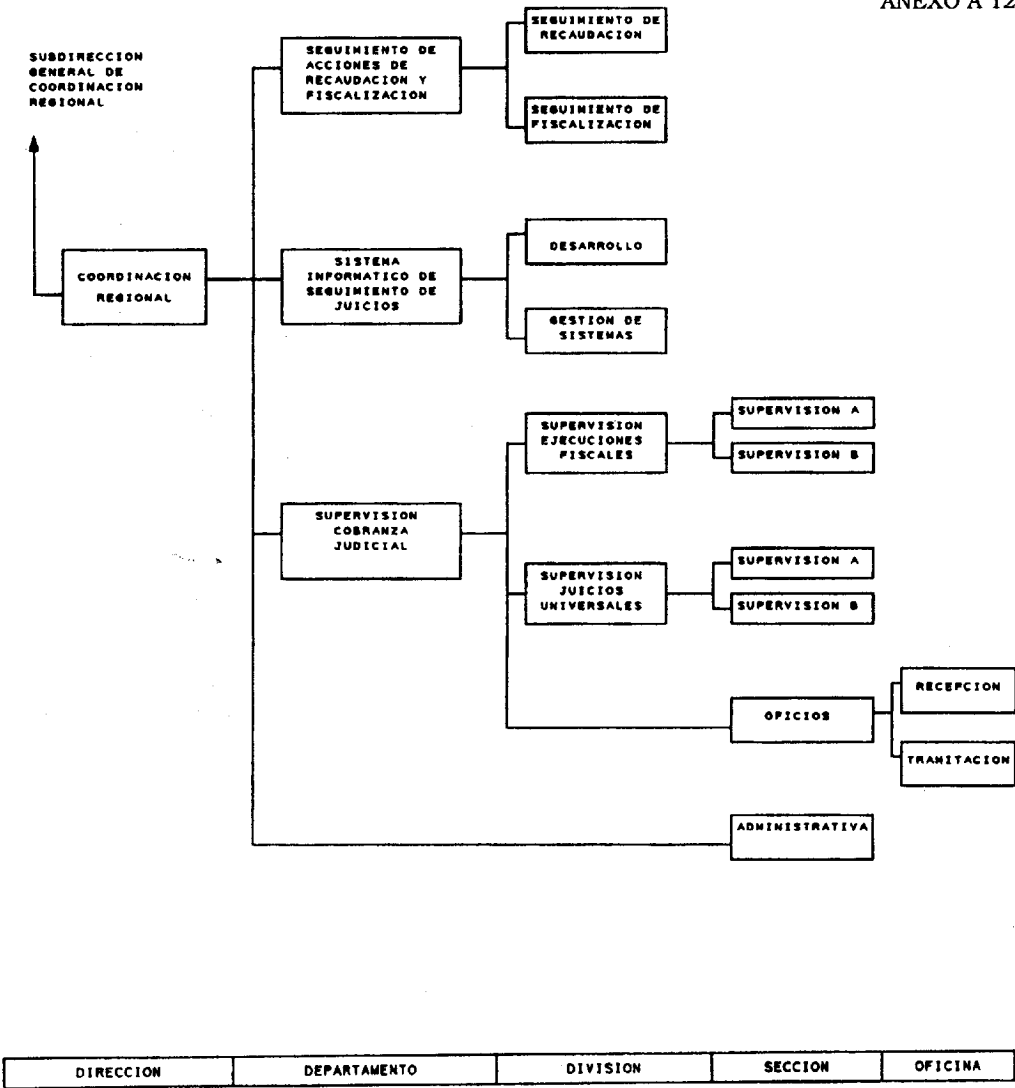 ANEXO A 12
SUBDIRECCION
GENERAL DE
COORDINACION
REGIONAL
SEGUIMIENTO DE
ACCIONES DE
RECAUDACION Y
FISCALIZACION
SEGUIMIENTO DE
RECAUDACION
SEGUIMIENTO DE
FISCALIZACION
COORDINACION
REGIONAL
SISTEMA
INFORMATICO DE
SEGUIMIENTO DE
JUICIOS
DESARROLLO
GESTION DE
SISTEMAS
SUPERVISION
COBRANZA
JUDICIAL
SUPERVISION
EJECUCIONES
FISCALES
SUPERVISION A
SUPERVISION B
SUPERVISION
JUICIOS
UNIVERSALES
SUPERVISION A
SUPERVISION B
OFICIOS
RECEPCION
TRAMITACION
ADMINISTRATIVA
DIRECCION DEPARTAMENTO DIVISION SECCION OFICINA